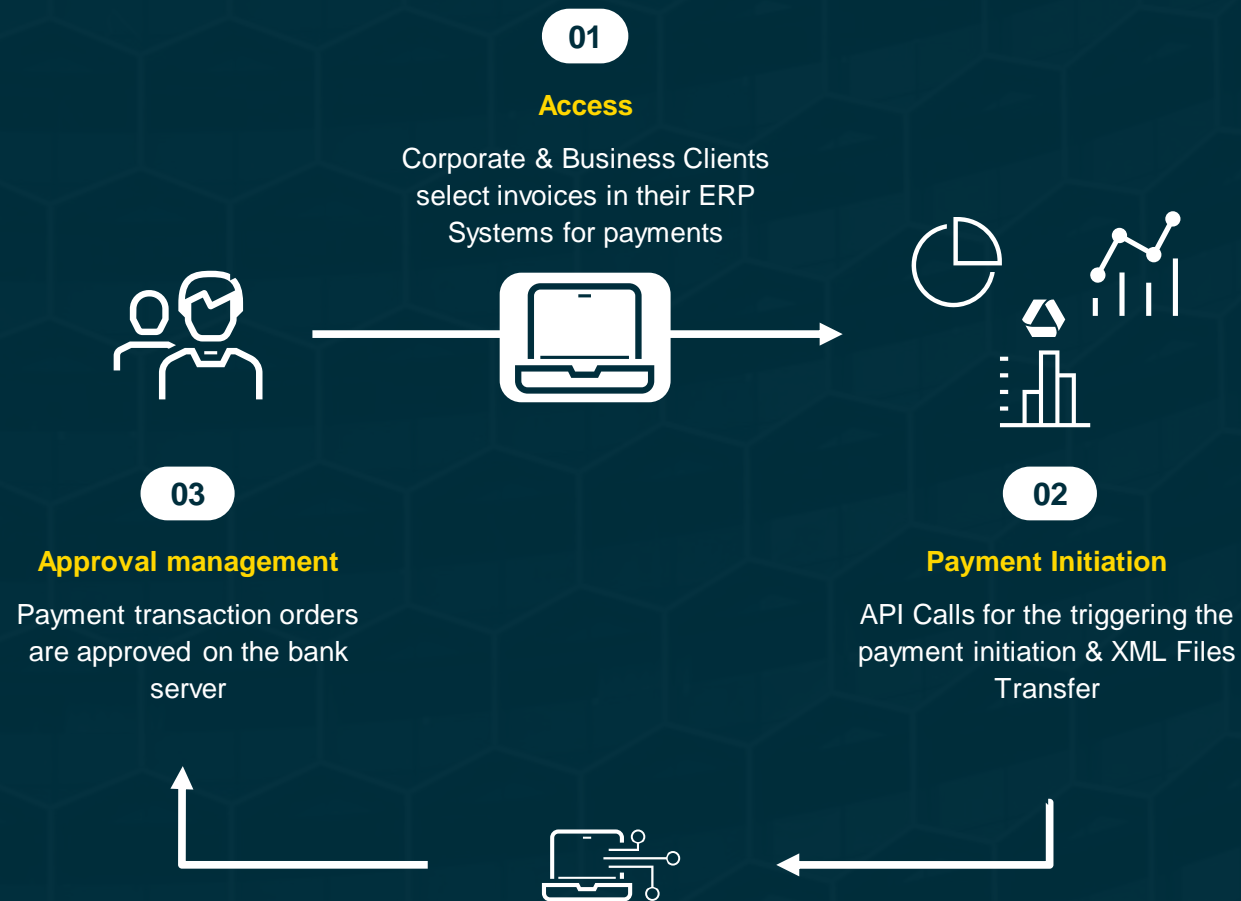 01
Access
Corporate & Business Clients
select invoices in their ERP
Systems for payments
03
Approval management
Payment transaction orders
are approved on the bank
server
02
Payment Initiation
API Calls for the triggering the
payment initiation & XML Files
Transfer